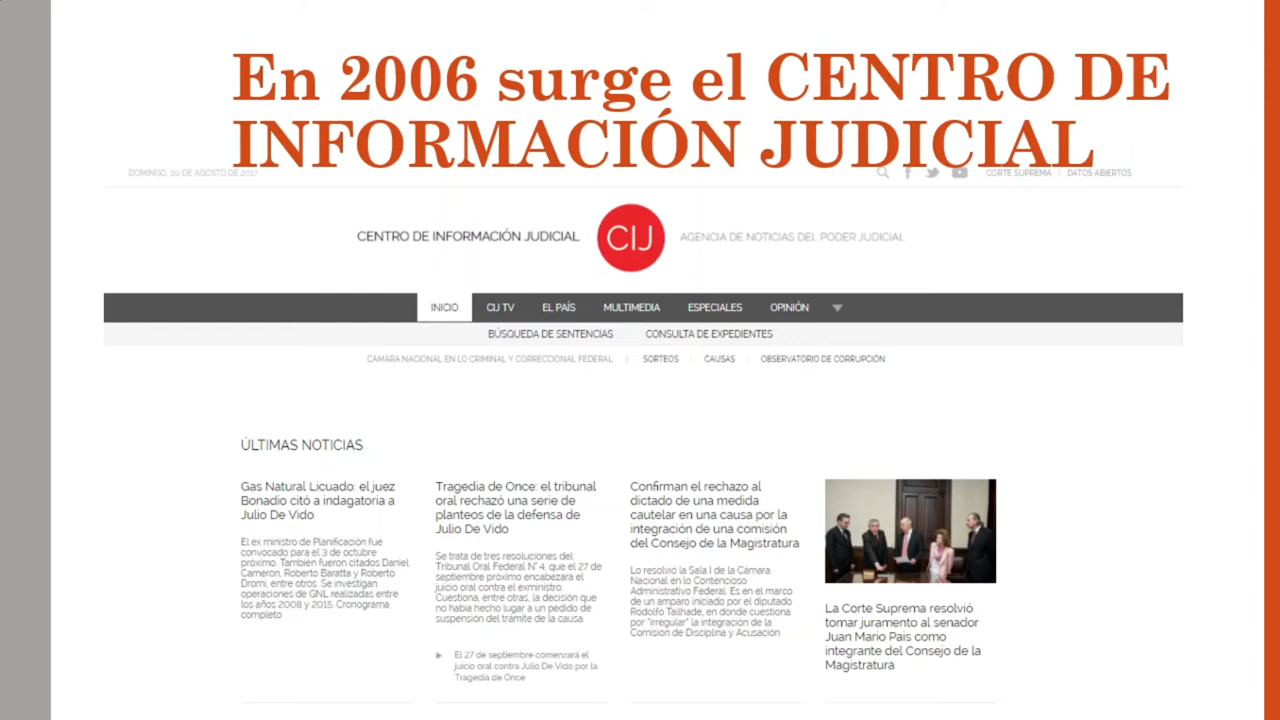 En 2006 surge el CENTRO DE
INFORMACIÓN JUDICIAL
DOMINGO, 20 DE AGOSTO DE 2017
CORTE SUPREMA | DATOS ABIERTOS
CENTRO DE INFORMACIÓN JUDICIAL
CIJ
AGENCIA DE NOTICIAS DEL PODER JUDICIAL
INICIO
CIJ TV
EL PAÍS
MULTIMEDIA
ESPECIALES
OPINIÓN
BÚSQUEDA DE SENTENCIAS
CONSULTA DE EXPEDIENTES
CÁMARA NACIONAL EN LO CRIMINAL Y CORRECCIONAL FEDERAL | SORTEOS | CAUSAS | OBSERVATORIO DE CORRUPCIÓN
ÚLTIMAS NOTICIAS
Gas Natural Licuado: el juez
Bonadio citó a indagatoria a
Julio De Vido
El ex ministro de Planificación fue
convocado para el 3 de octubre
próximo. También fueron citados Daniel
Cameron, Roberto Baratta y Roberto
Dromi, entre otros. Se investigan
operaciones de GNL realizadas entre
los años 2008 y 2015. Cronograma
completo
Tragedia de Once: el tribunal
oral rechazó una serie de
planteos de la defensa de
Julio De Vido
Se trata de tres resoluciones del
Tribunal Oral Federal N° 4, que el 27 de
septiembre próximo encabezará el
juicio oral contra el exministro.
Cuestiona, entre otras, la decisión que
no había hecho lugar a un pedido de
suspensión del trámite de la causa
El 27 de septiembre comenzará el
juicio oral contra Julio De Vido por la
Tragedia de Once
Confirman el rechazo al
dictado de una medida
cautelar en una causa por la
integración de una comisión
del Consejo de la Magistratura
Lo resolvió la Sala I de la Cámara
Nacional en lo Contencioso
Administrativo Federal. Es en el marco
de un amparo iniciado por el diputado
Rodolfo Tailhade, en donde cuestiona
por "irregular" la integración de la
Comisión de Disciplina y Acusación
La Corte Suprema resolvió
tomar juramento al senador
Juan Mario Pais como
integrante del Consejo de la
Magistratura